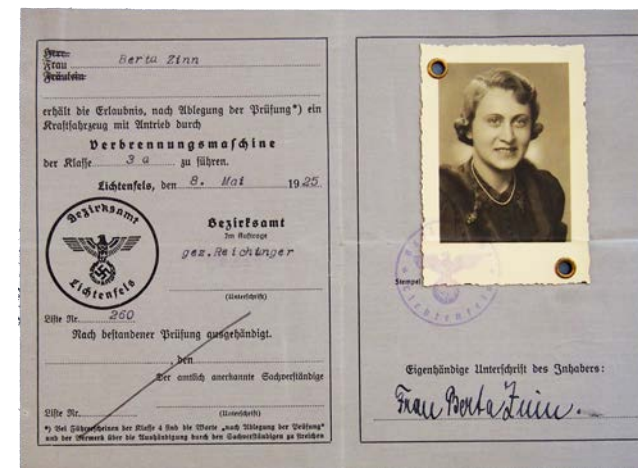 Herr
Frau Berta Zinn
Fräulein
erhält die Erlaubnis, nach Ablegung der Prüfung*) ein
Kraftfahrzeug mit Antrieb durch
Verbrennungsmaschine
der Klasse 3 a zu führen.
Lichtenfels, den 8. Mai 1925
Bezirksamt
Lichtenfels
Bezirksamt
Im Auftrage
gez. Reichinger
(Unterschrift)
Liste Nr. 260
Nach bestandener Prüfung ausgehändigt.
, den
Der amtlich anerkannte Sachverständige
Liste Nr.
(Unterschrift)
*) Bei Führerscheinen der Klasse 4 sind die Worte „nach Ablegung der Prüfung"
und der Vermerk über die Aushändigung durch den Sachverständigen zu streichen
Stempel
Lichtenfels
Eigenhändige Unterschrift des Inhabers:
Frau Berta Zinn.